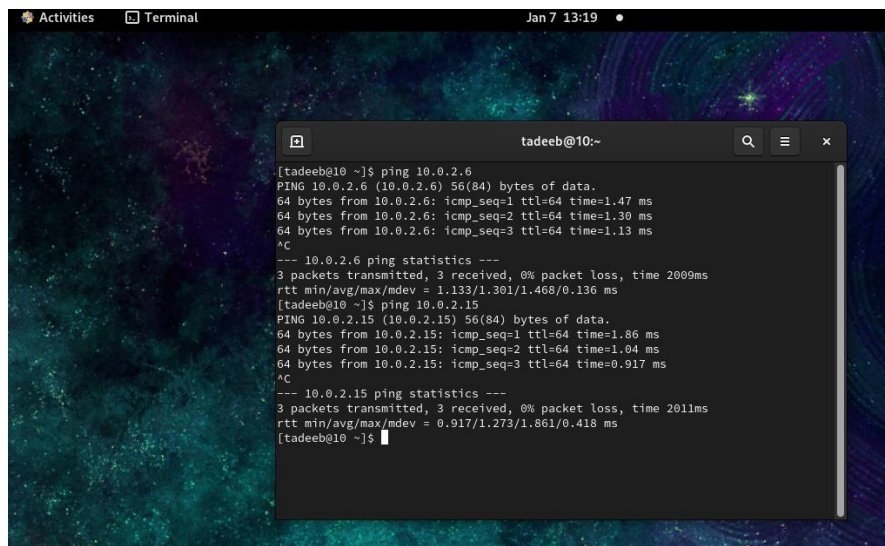 Activities Terminal Jan 7 13:19
tadeeb@10:~
[tadeeb@10 ~]$ ping 10.0.2.6
PING 10.0.2.6 (10.0.2.6) 56(84) bytes of data.
64 bytes from 10.0.2.6: icmp_seq=1 ttl=64 time=1.47 ms
64 bytes from 10.0.2.6: icmp_seq=2 ttl=64 time=1.30 ms
64 bytes from 10.0.2.6: icmp_seq=3 ttl=64 time=1.13 ms
^C
--- 10.0.2.6 ping statistics ---
3 packets transmitted, 3 received, 0% packet loss, time 2009ms
rtt min/avg/max/mdev = 1.133/1.301/1.468/0.136 ms
[tadeeb@10 ~]$ ping 10.0.2.15
PING 10.0.2.15 (10.0.2.15) 56(84) bytes of data.
64 bytes from 10.0.2.15: icmp_seq=1 ttl=64 time=1.86 ms
64 bytes from 10.0.2.15: icmp_seq=2 ttl=64 time=1.04 ms
64 bytes from 10.0.2.15: icmp_seq=3 ttl=64 time=0.917 ms
^C
--- 10.0.2.15 ping statistics ---
3 packets transmitted, 3 received, 0% packet loss, time 2011ms
rtt min/avg/max/mdev = 0.917/1.273/1.861/0.418 ms
[tadeeb@10 ~]$